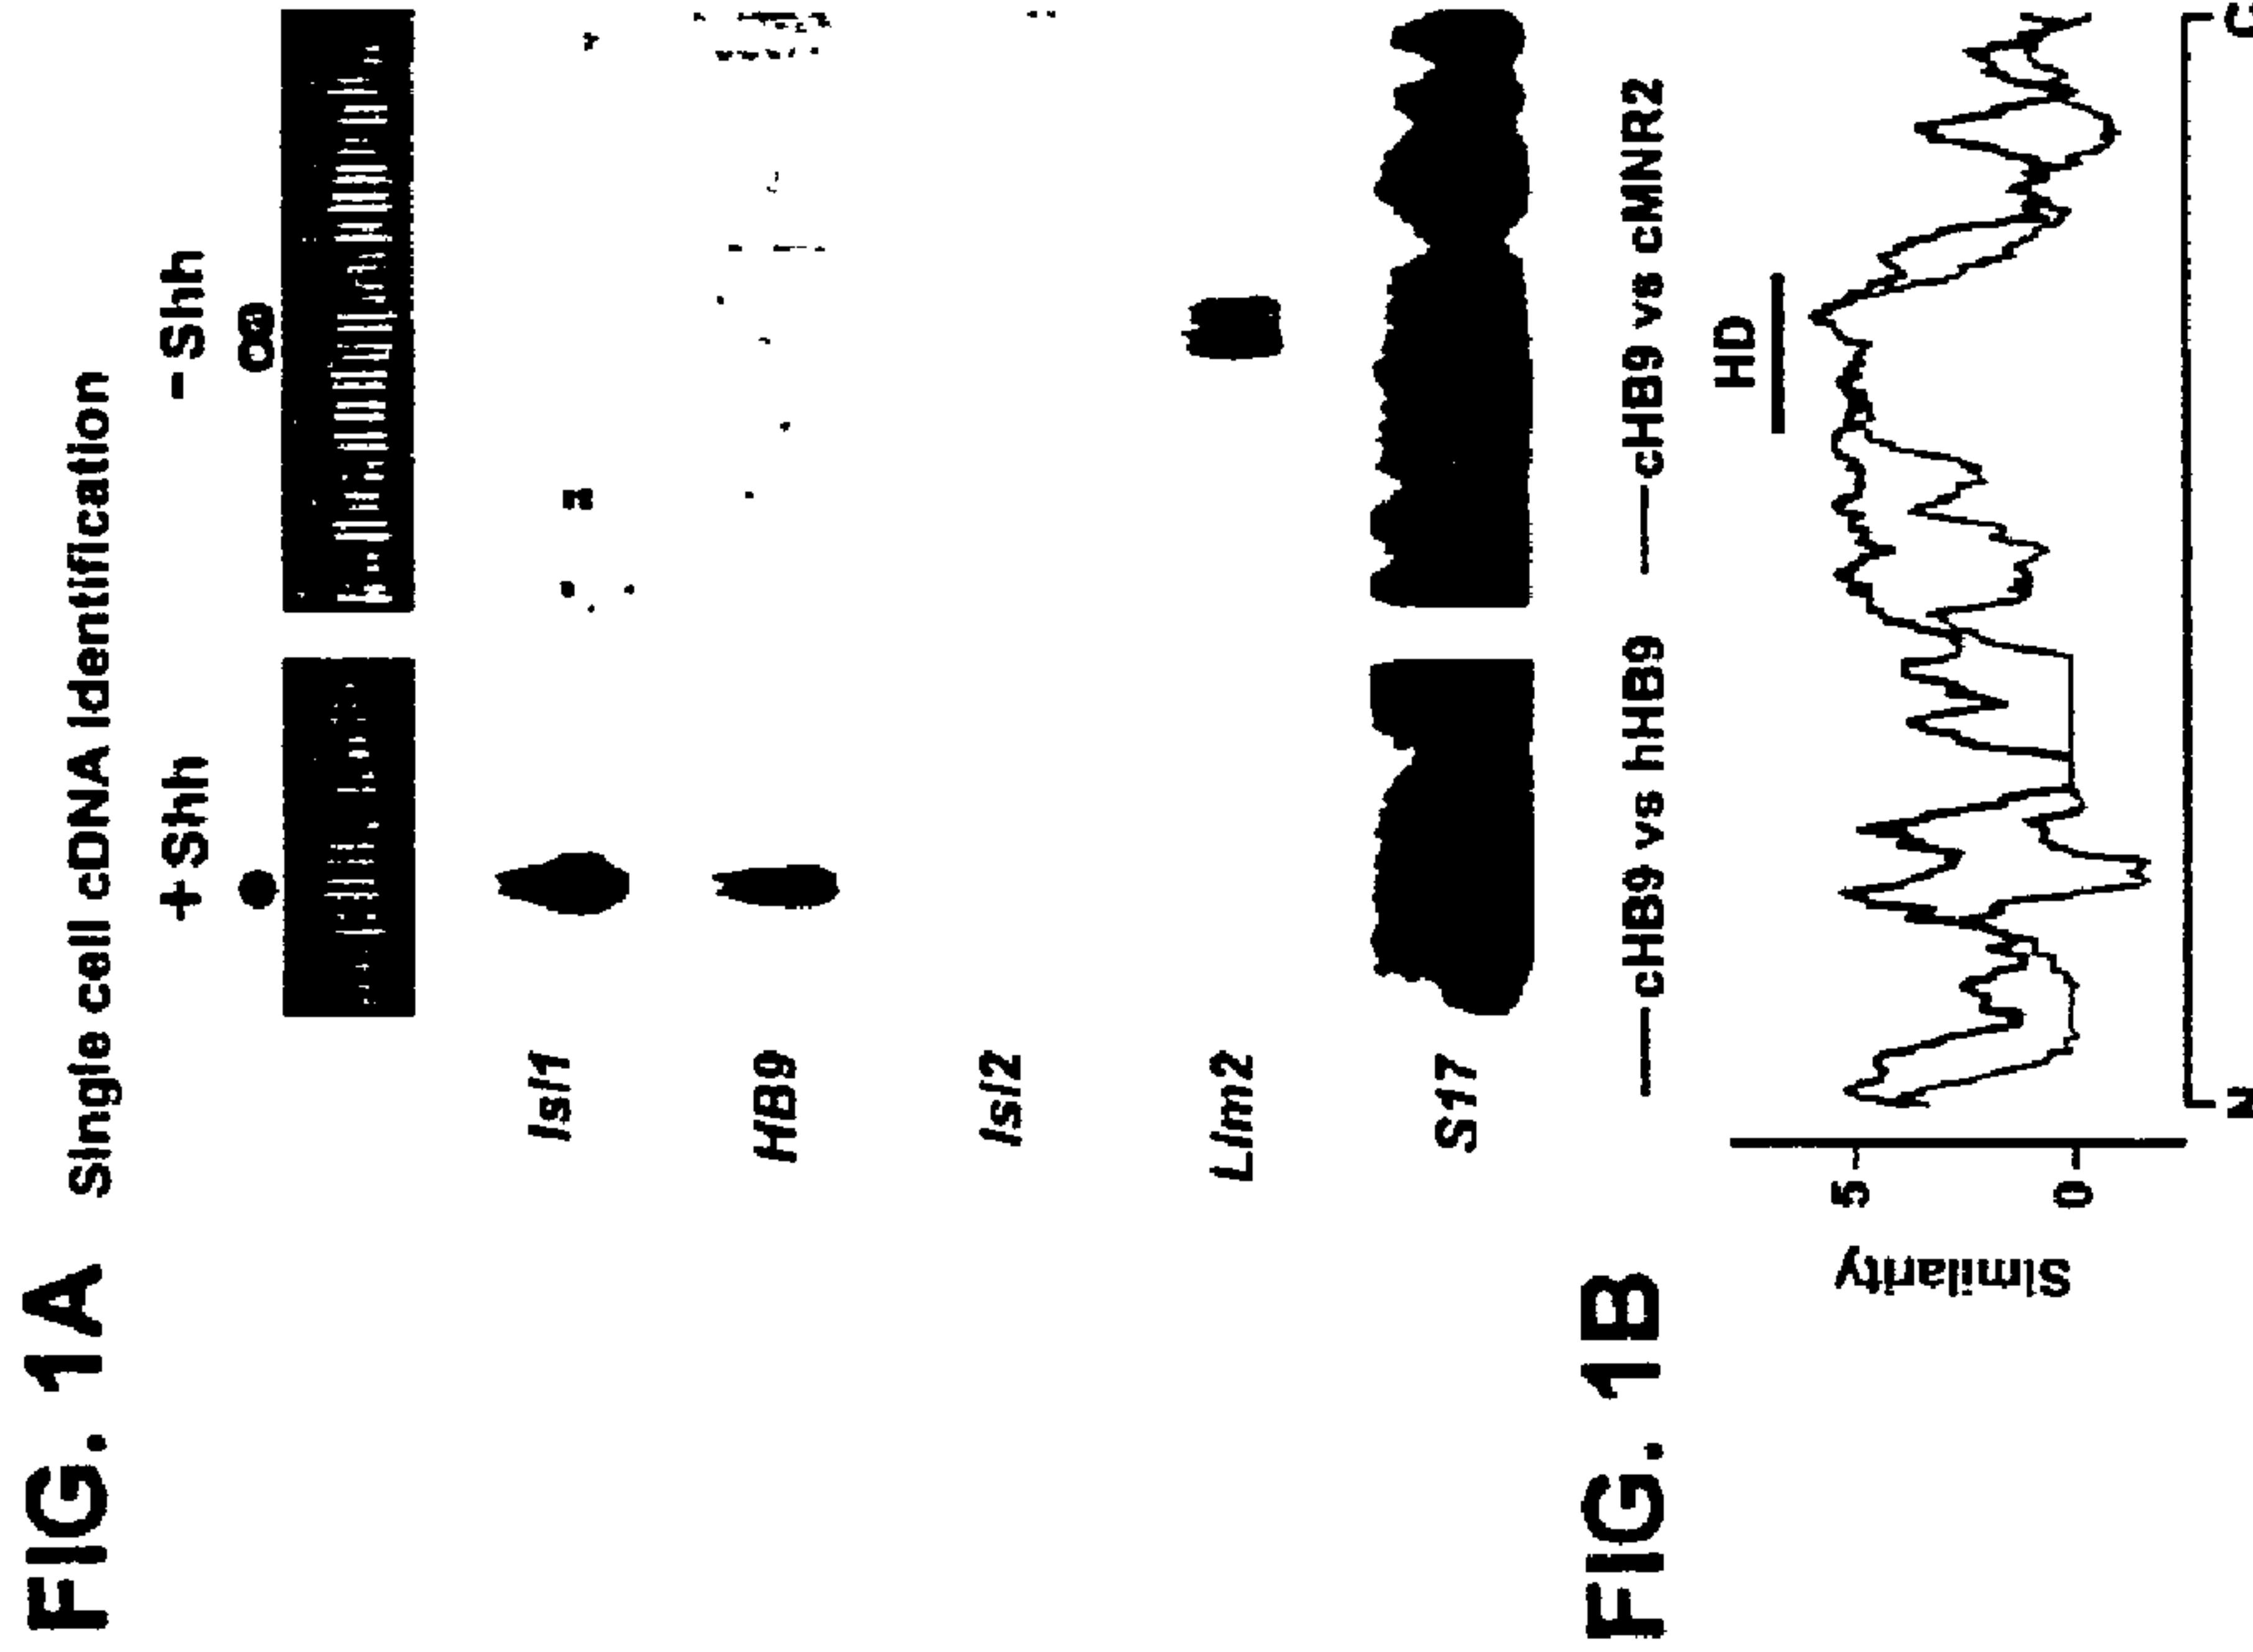 FIG. 1A
Single cell cDNA identification
+ Shh
- Shh
Isl1
HB9
Isl2
Lim2
S17
FIG. 1B
cHB9 vs hHB9
cHB9 vs cMNR2
HD
Similarity
5
0
N
C